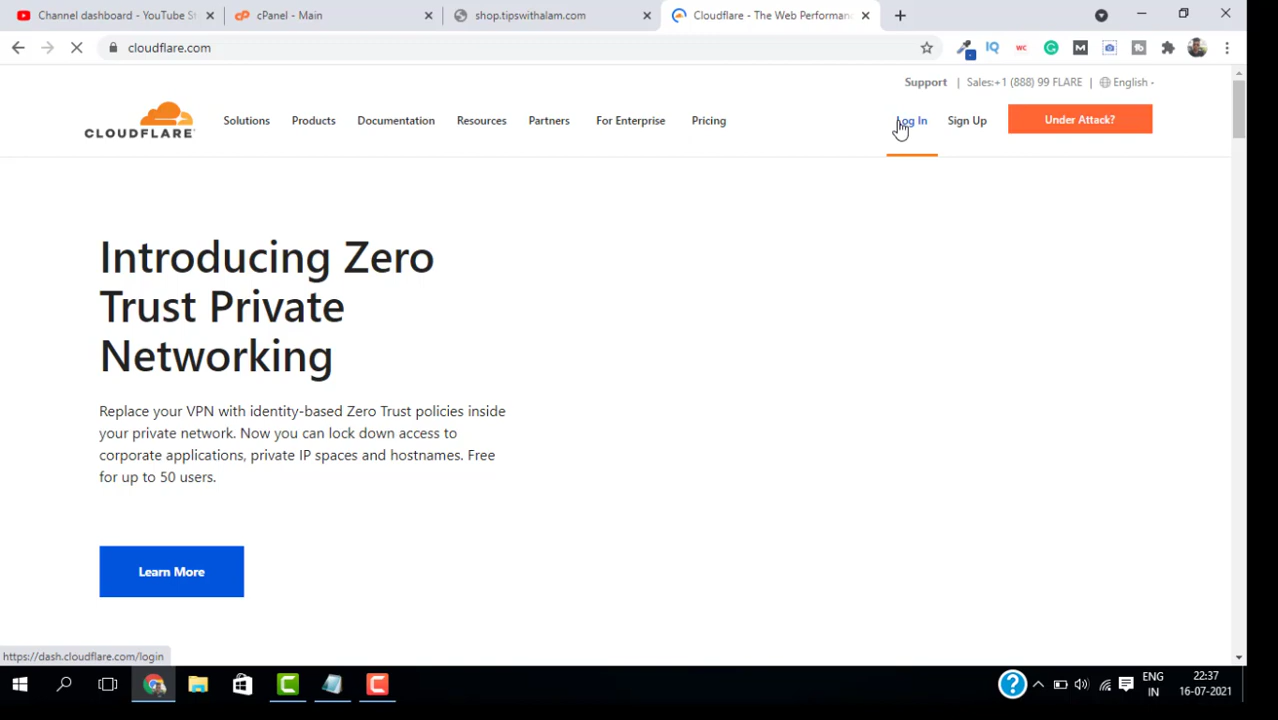 Channel dashboard - YouTube St
cPanel - Main
shop.tipswithalam.com
Cloudflare - The Web Performan
cloudflare.com
IQ
WC
M
Support | Sales:+1 (888) 99 FLARE | English
CLOUDFLARE
Solutions
Products
Documentation
Resources
Partners
For Enterprise
Pricing
Log In
Sign Up
Under Attack?
Introducing Zero
Trust Private
Networking
Replace your VPN with identity-based Zero Trust policies inside
your private network. Now you can lock down access to
corporate applications, private IP spaces and hostnames. Free
for up to 50 users.
Learn More
https://dash.cloudflare.com/login
ENG
IN
22:37
16-07-2021